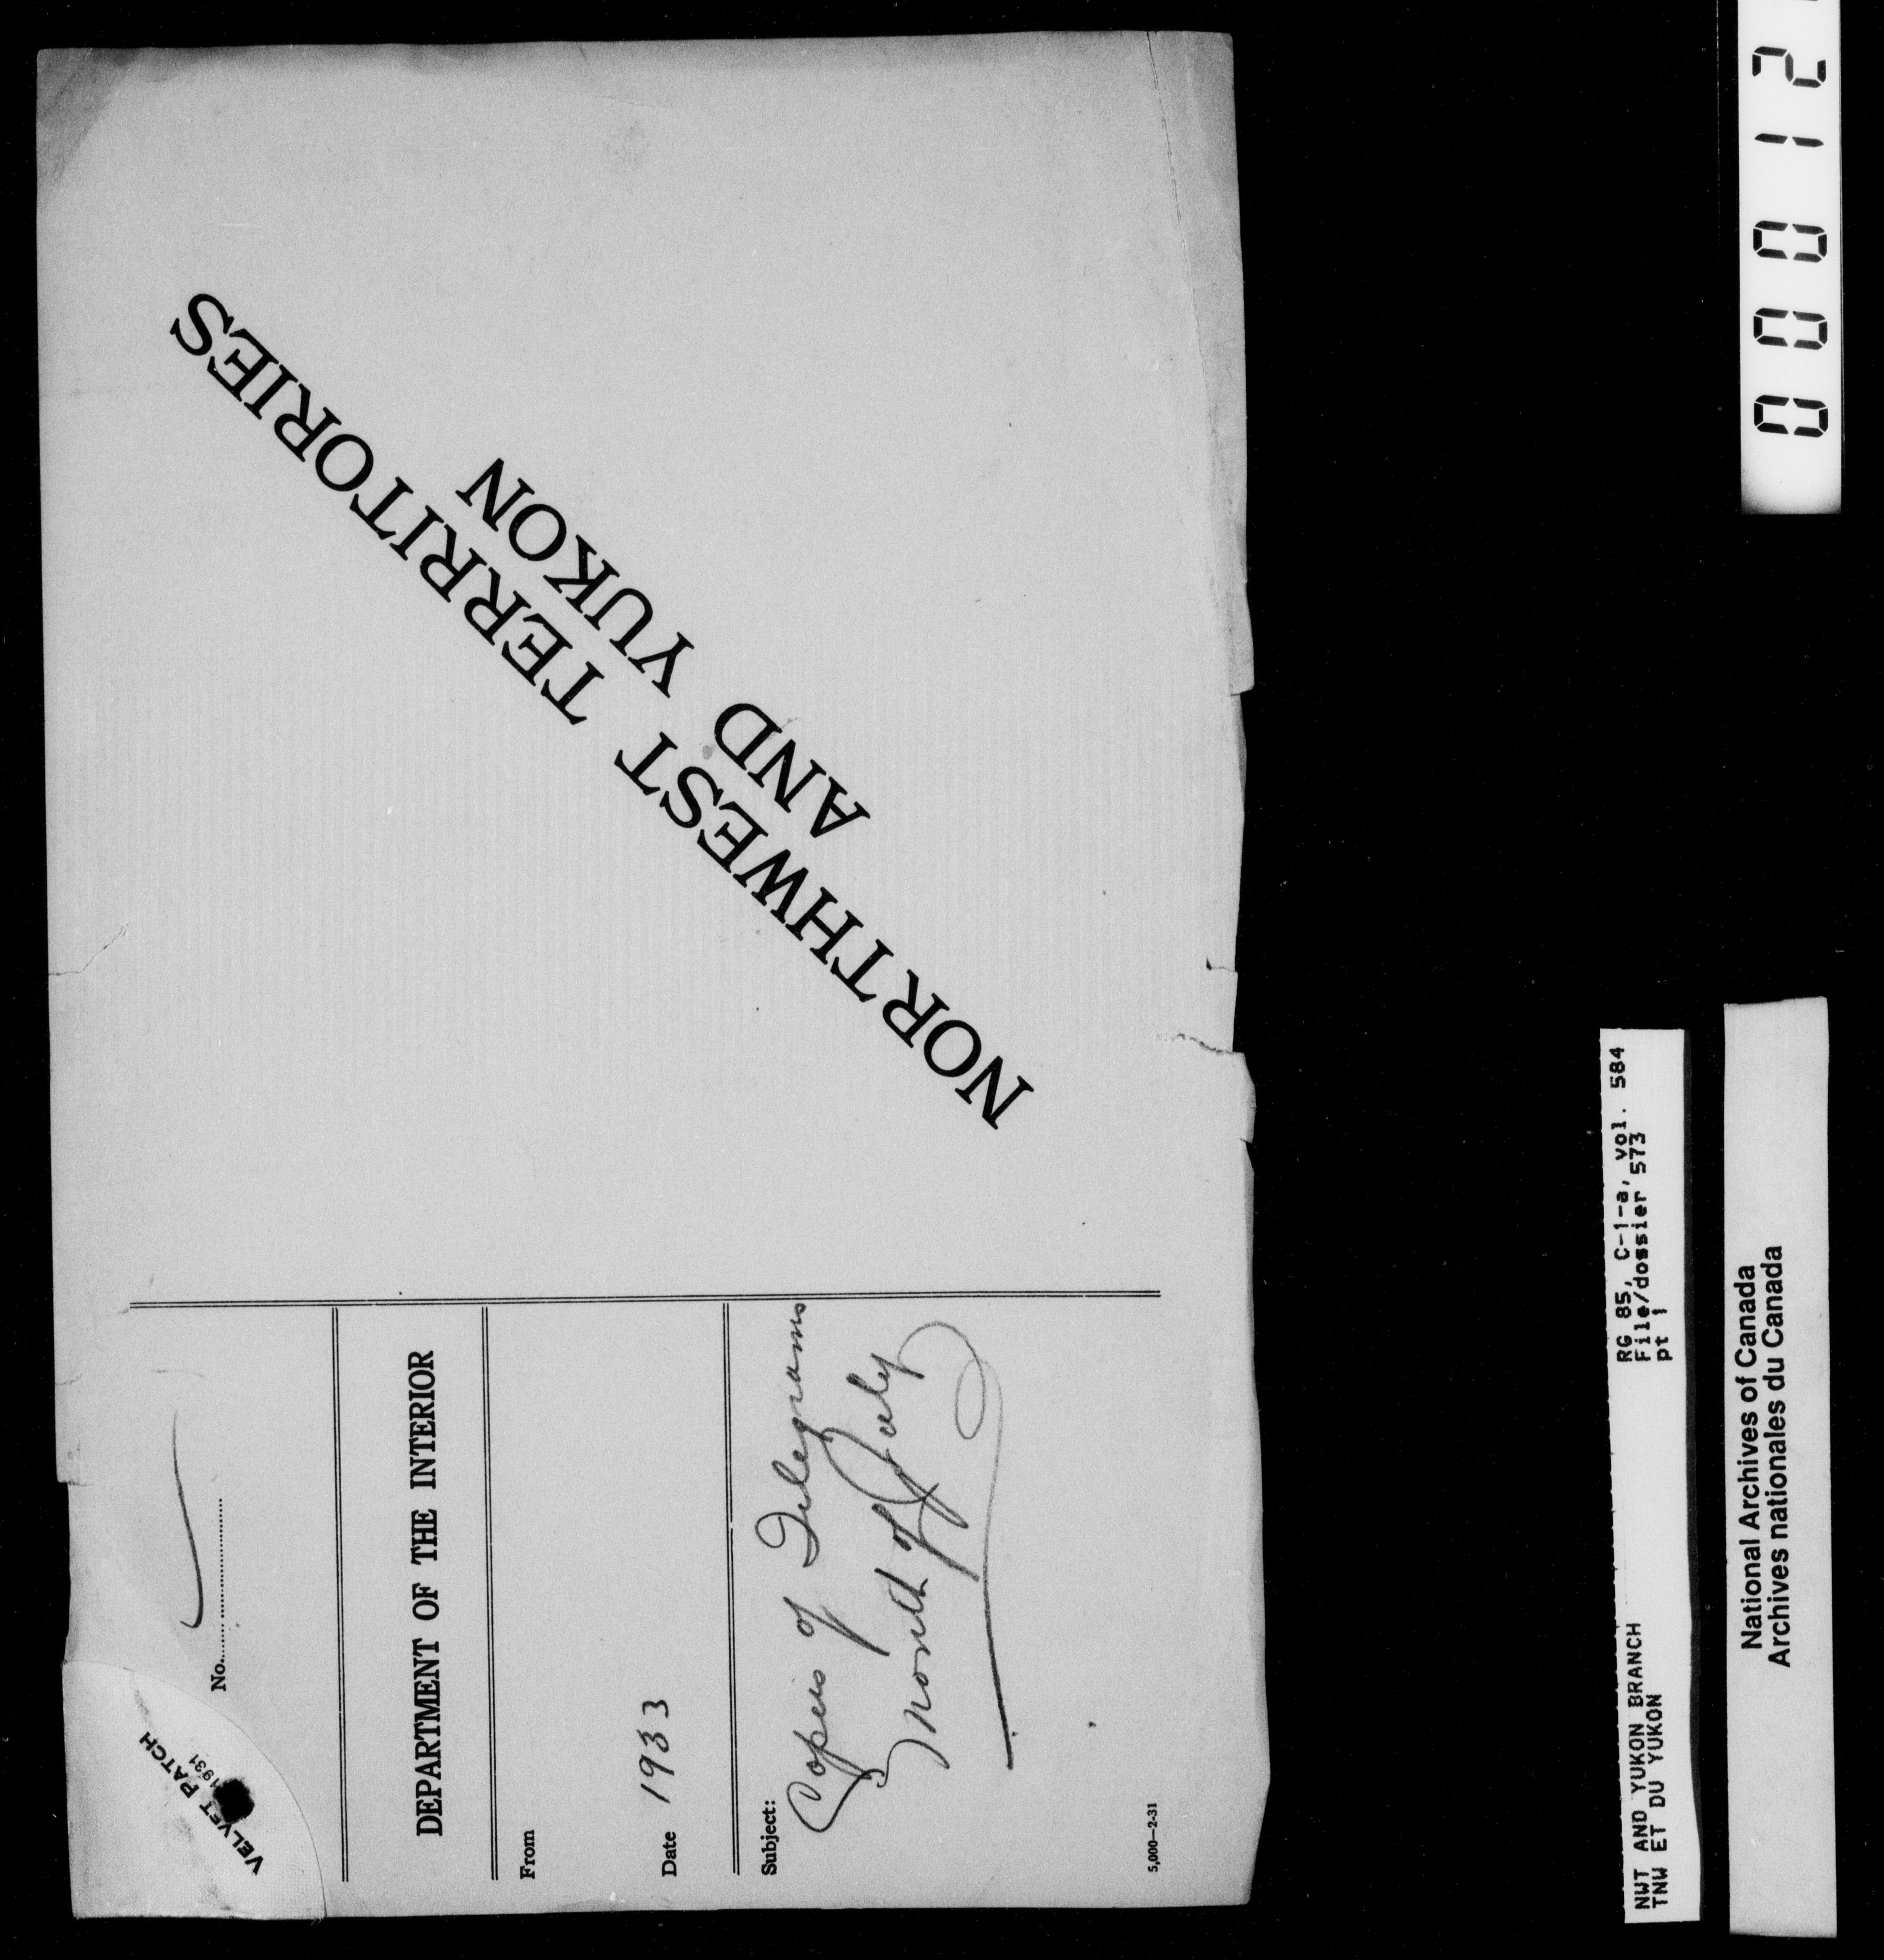 VELVET PATCH
1931
No.
DEPARTMENT OF THE INTERIOR
From
Date 1933
Subject:
Copies of Telegrams
Month of July
5,000—2-31
NORTHWEST TERRITORIES
AND YUKON
NWT AND YUKON BRANCH
TNW ET DU YUKON
RG 85, C-1-a, vol. 584
File/dossier 573
pt 1
National Archives of Canada
Archives nationales du Canada
00012